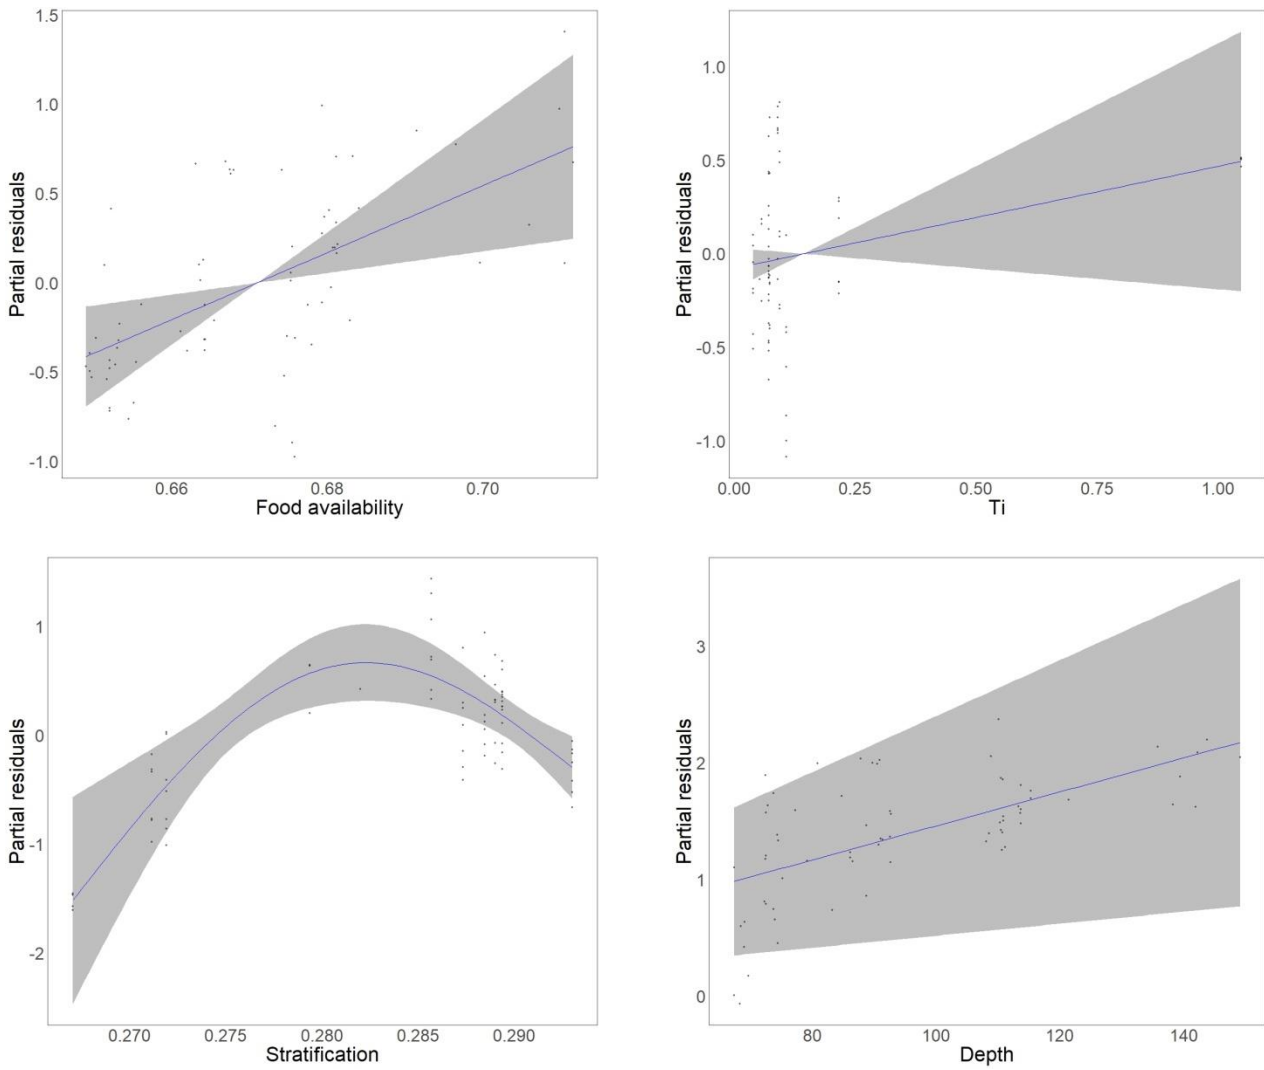 1.5
1.0
0.5
0.0
-0.5
-1.0
Partial residuals
0.66 0.68 0.70
Food availability
1.0
0.5
0.0
-0.5
-1.0
Partial residuals
0.00 0.25 0.50 0.75 1.00
Ti
1
0
-1
-2
Partial residuals
0.270 0.275 0.280 0.285 0.290
Stratification
3
2
1
0
Partial residuals
80 100 120 140
Depth